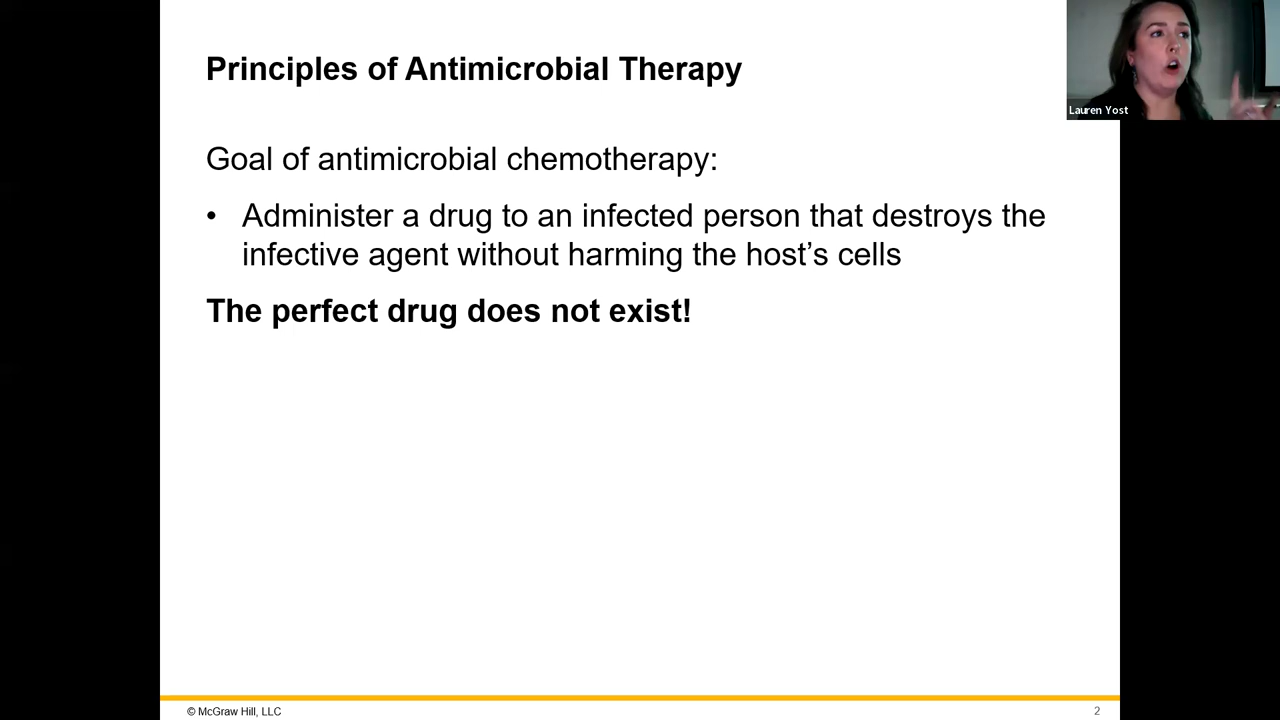 Principles of Antimicrobial Therapy
Lauren Yost
Goal of antimicrobial chemotherapy:
• Administer a drug to an infected person that destroys the
infective agent without harming the host’s cells
The perfect drug does not exist!
© McGraw Hill, LLC
2